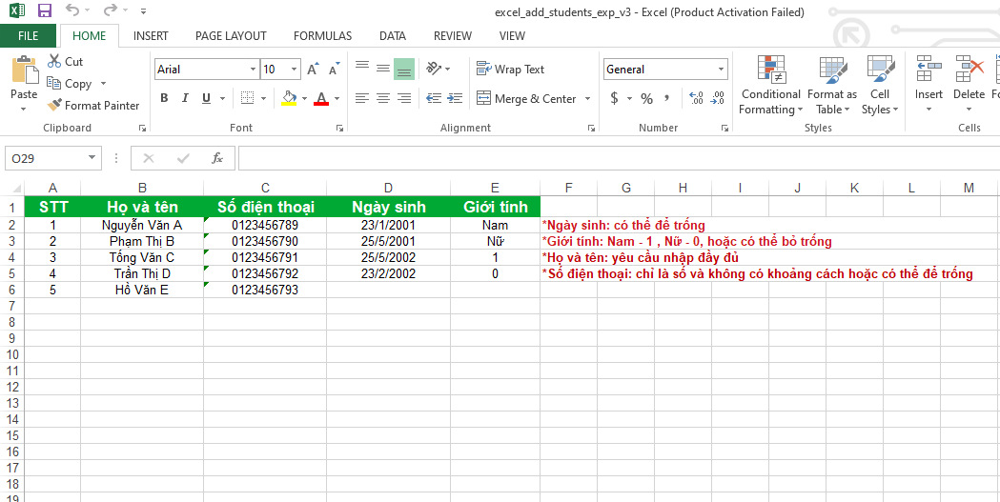 excel_add_students_exp_v3 - Excel (Product Activation Failed)
FILE HOME INSERT PAGE LAYOUT FORMULAS DATA REVIEW VIEW
Paste
Cut
Copy
Format Painter
Arial 10
B I U
Wrap Text
Merge & Center
General
$ % ,
Conditional Formatting
Format as Table
Cell Styles
Insert
Delete
Clipboard Font Alignment Number Styles Cells
O29
fx
A B C D E F G H I J K L M
1 STT Họ và tên Số điện thoại Ngày sinh Giới tính
2 1 Nguyễn Văn A 0123456789 23/1/2001 Nam *Ngày sinh: có thể để trống
3 2 Phạm Thị B 0123456790 25/5/2001 Nữ *Giới tính: Nam - 1 , Nữ - 0, hoặc có thể bỏ trống
4 3 Tống Văn C 0123456791 25/5/2002 1 *Họ và tên: yêu cầu nhập đầy đủ
5 4 Trần Thị D 0123456792 23/2/2002 0 *Số điện thoại: chỉ là số và không có khoảng cách hoặc có thể để trống
6 5 Hồ Văn E 0123456793
7
8
9
10
11
12
13
14
15
16
17
18
19